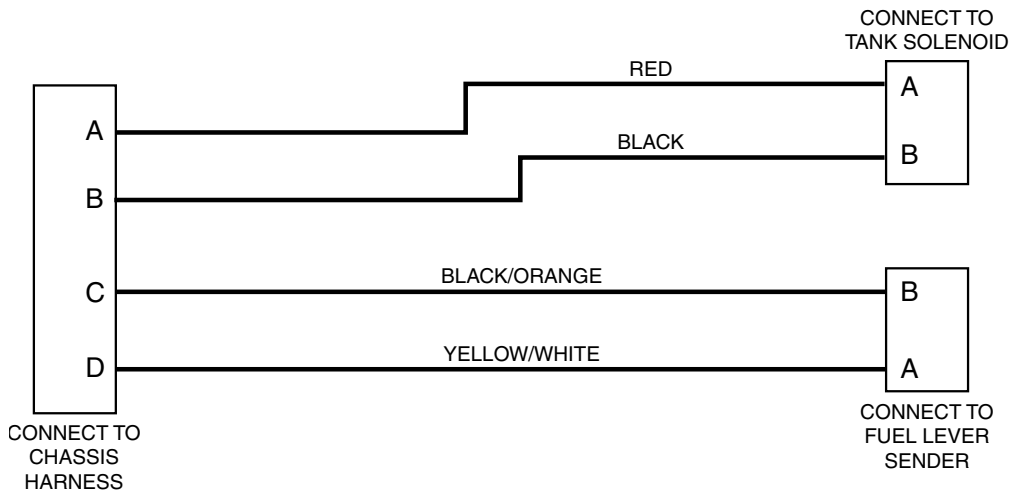 CONNECT TO
TANK SOLENOID
RED
A
A
BLACK
B
B
BLACK/ORANGE
C
B
YELLOW/WHITE
D
A
CONNECT TO
CHASSIS
HARNESS
CONNECT TO
FUEL LEVER
SENDER